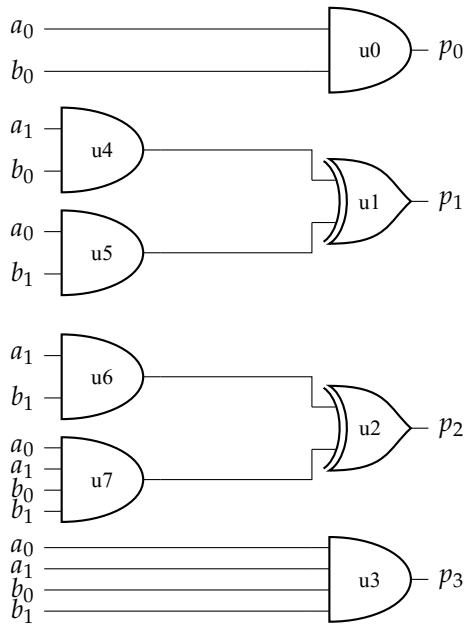 a₀ u0 p₀
b₀
a₁ u4
b₀
u1 p₁
a₀ u5
b₁
a₁ u6
b₁
u2 p₂
a₀
a₁ u7
b₀
b₁
a₀
a₁ u3 p₃
b₀
b₁